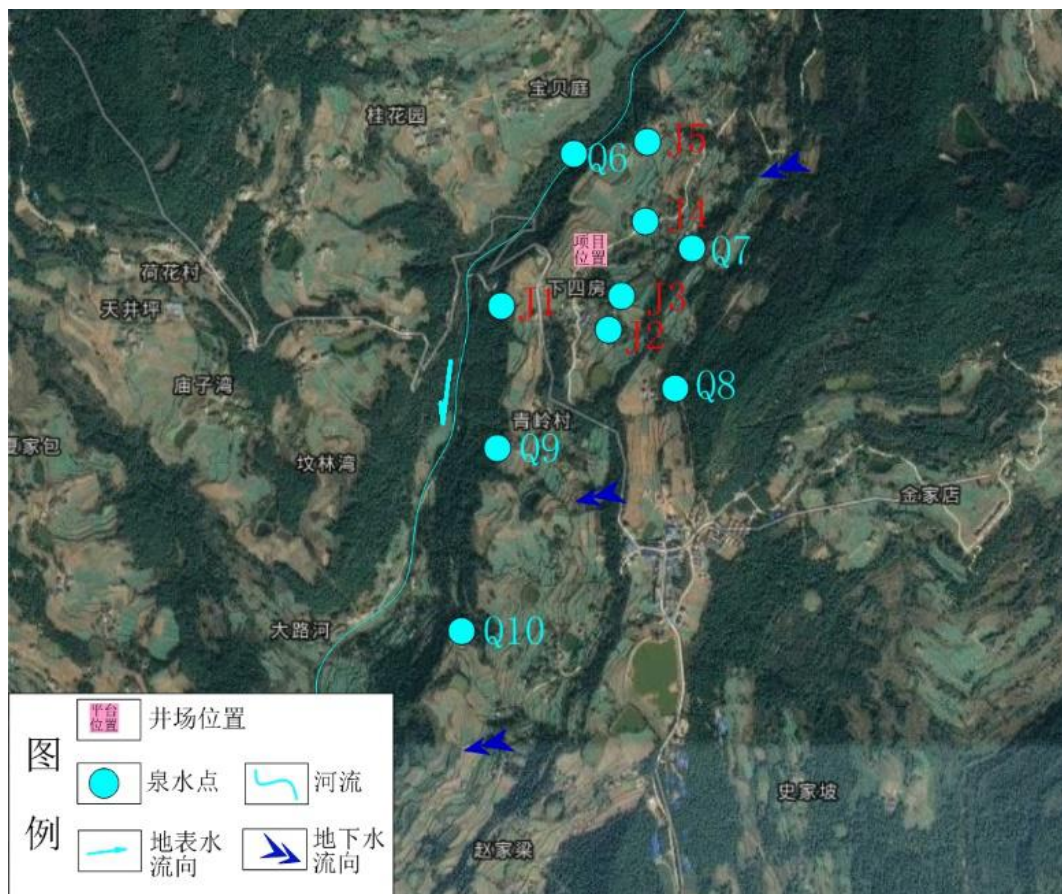 宝贝庭
桂花园
J5
Q6
J4
项目
位置
Q7
荷花村
下四房
J3
天井坪
J1
J2
庙子湾
Q8
青岭村
夏家包
坟林湾
Q9
金家店
大路河
Q10
史家坡
赵家梁
图
例
平台
位置
井场位置
泉水点
河流
地表水
流向
地下水
流向